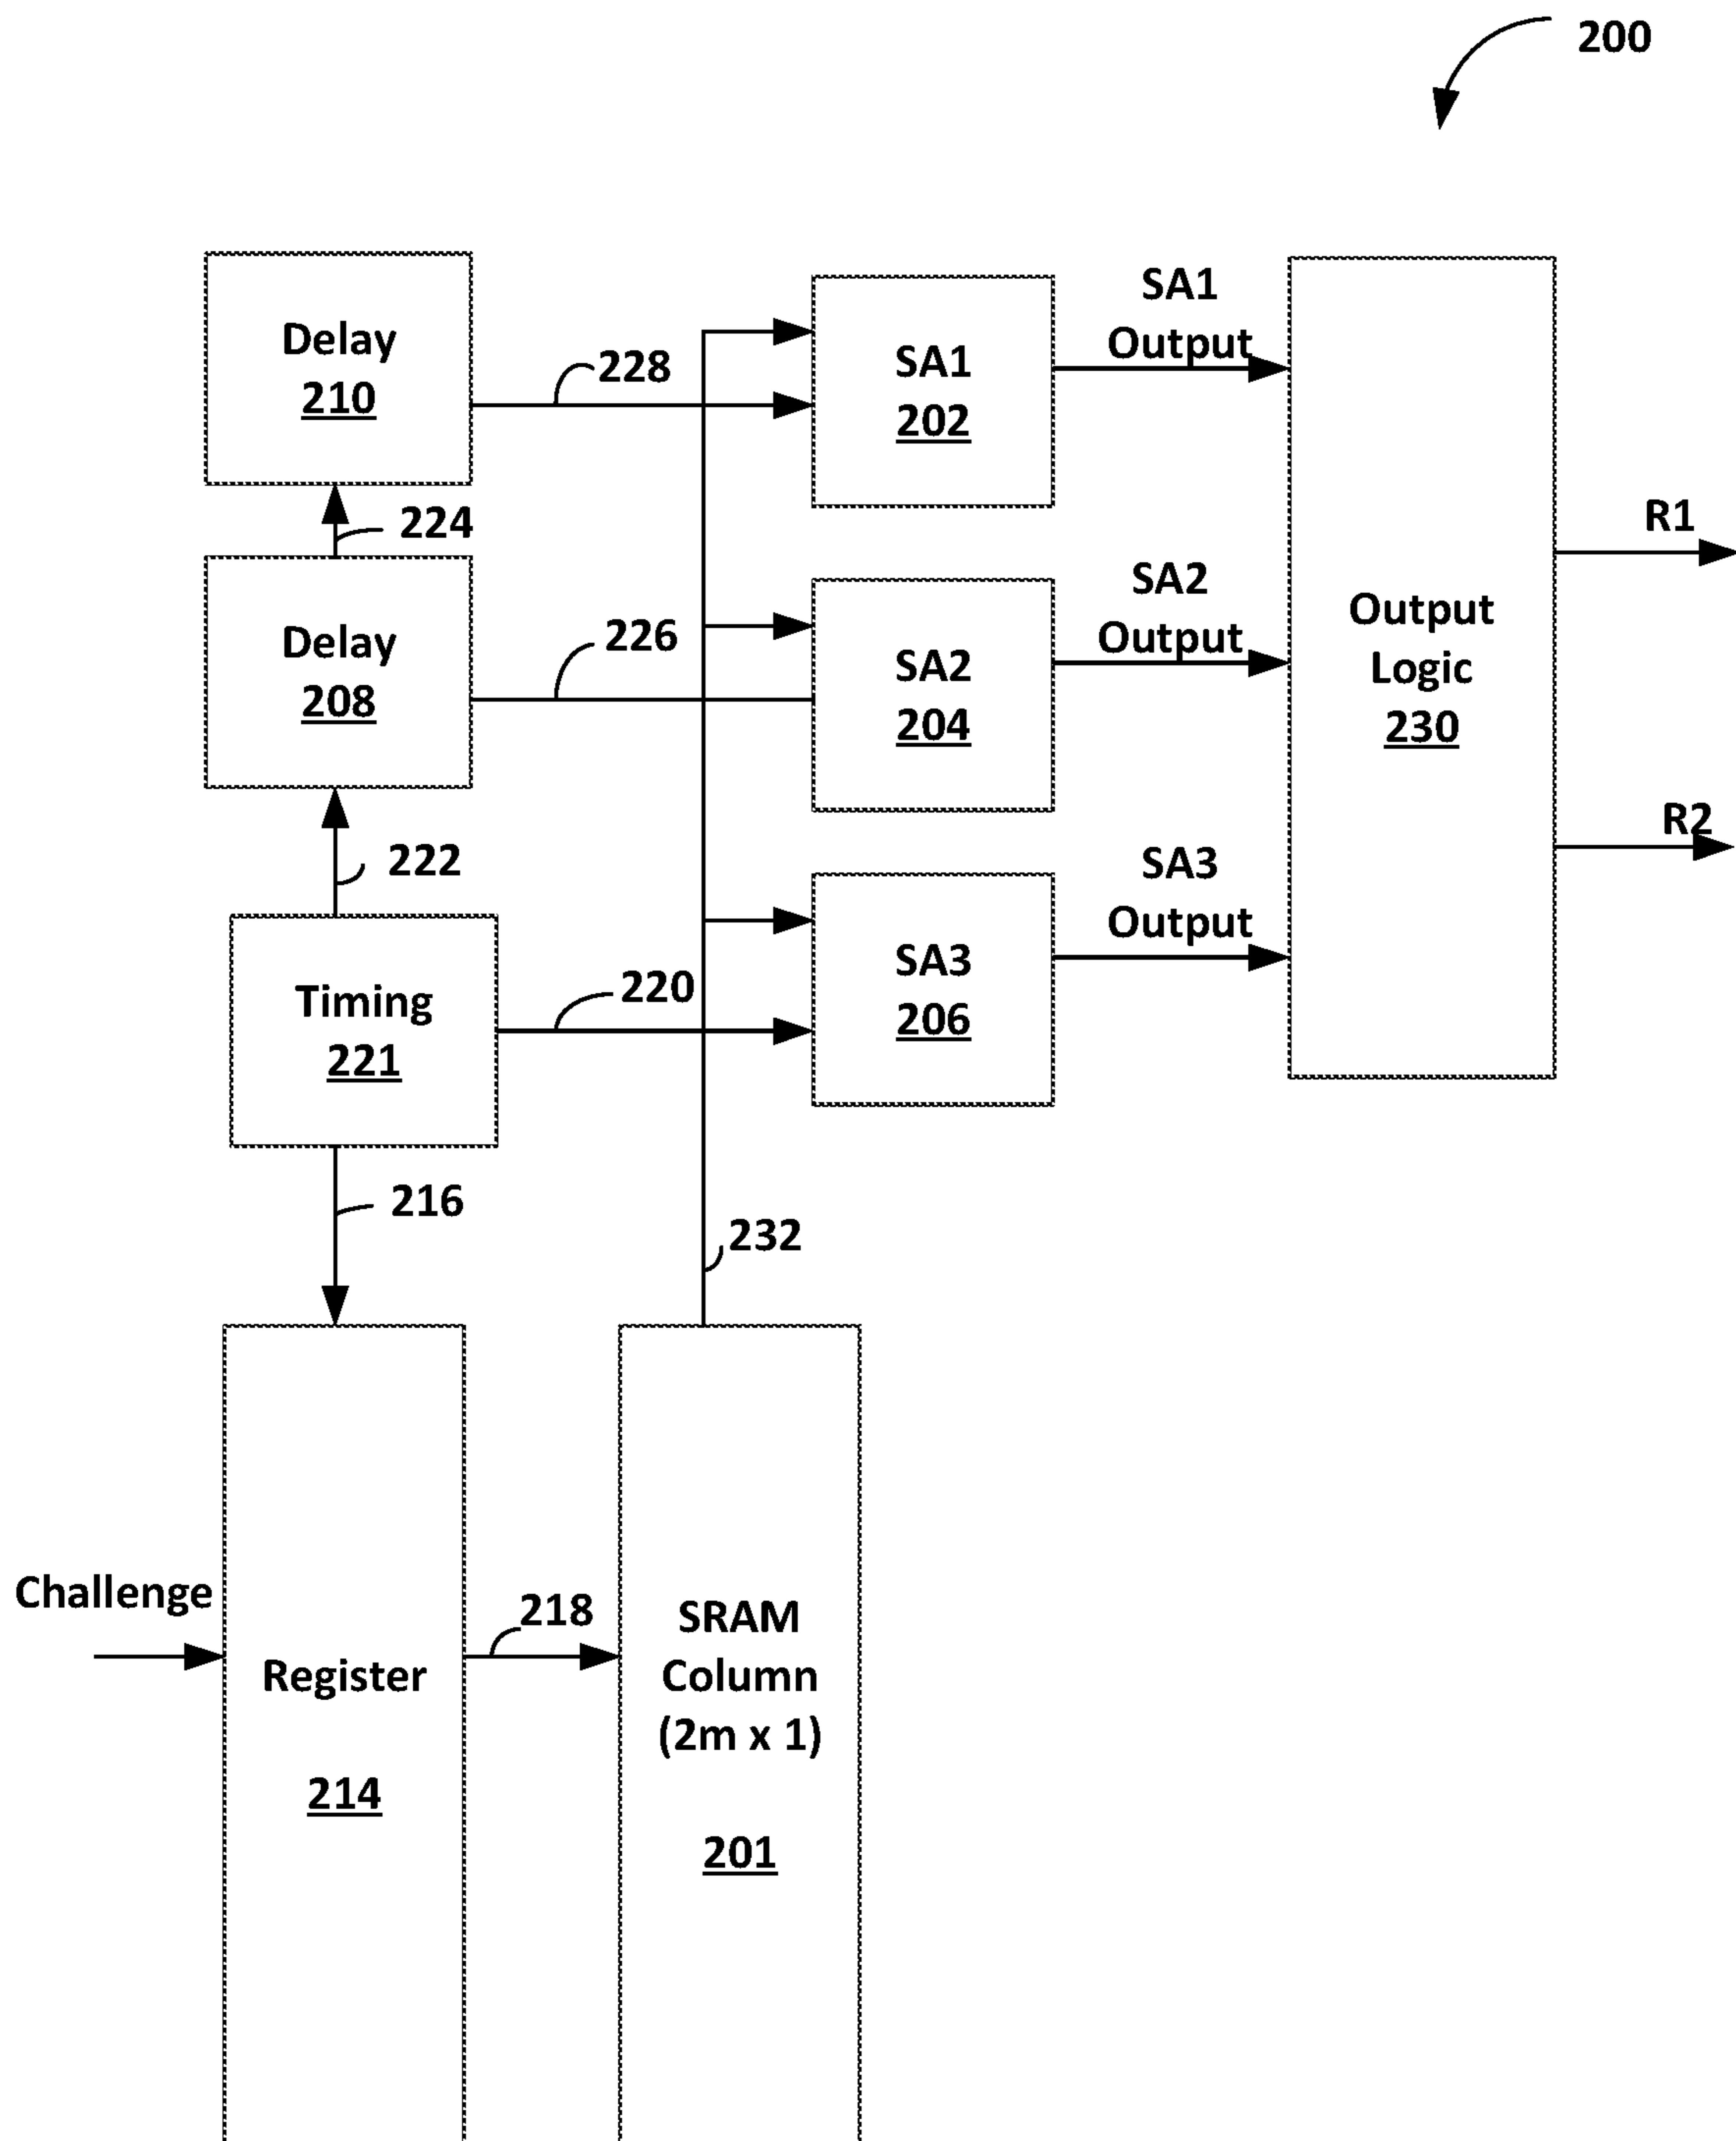 200
Delay
210
228
SA1
202
SA1
Output
224
Delay
208
226
SA2
204
SA2
Output
Output
Logic
230
R1
R2
222
Timing
221
220
SA3
206
SA3
Output
216
232
Challenge
Register
214
218
SRAM
Column
(2m x 1)
201